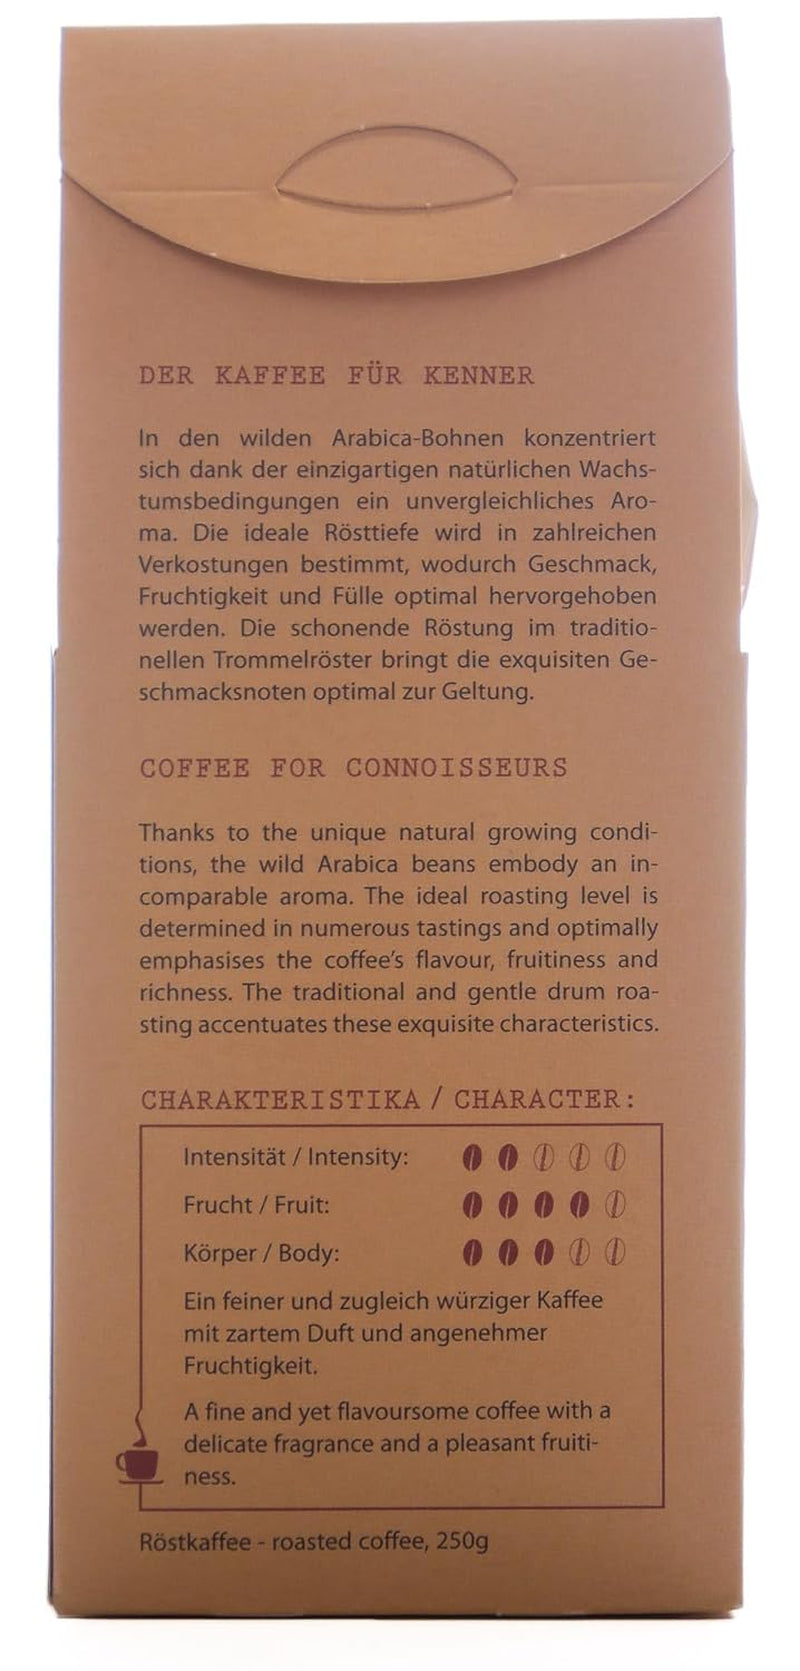 DER KAFFEE FÜR KENNER
In den wilden Arabica-Bohnen konzentriert
sich dank der einzigartigen natürlichen Wachs-
tumsbedingungen ein unvergleichliches Aro-
ma. Die ideale Rösttiefe wird in zahlreichen
Verkostungen bestimmt, wodurch Geschmack,
Fruchtigkeit und Fülle optimal hervorgehoben
werden. Die schonende Röstung im traditio-
nellen Trommelröster bringt die exquisiten Ge-
schmacksnoten optimal zur Geltung.
COFFEE FOR CONNOISSEURS
Thanks to the unique natural growing condi-
tions, the wild Arabica beans embody an in-
comparable aroma. The ideal roasting level is
determined in numerous tastings and optimally
emphasises the coffee's flavour, fruitiness and
richness. The traditional and gentle drum roa-
sting accentuates these exquisite characteristics.
CHARAKTERISTIKA / CHARACTER:
Intensität / Intensity:
Frucht / Fruit:
Körper / Body:
Ein feiner und zugleich würziger Kaffee
mit zartem Duft und angenehmer
Fruchtigkeit.
A fine and yet flavoursome coffee with a
delicate fragrance and a pleasant fruiti-
ness.
Röstkaffee - roasted coffee, 250g